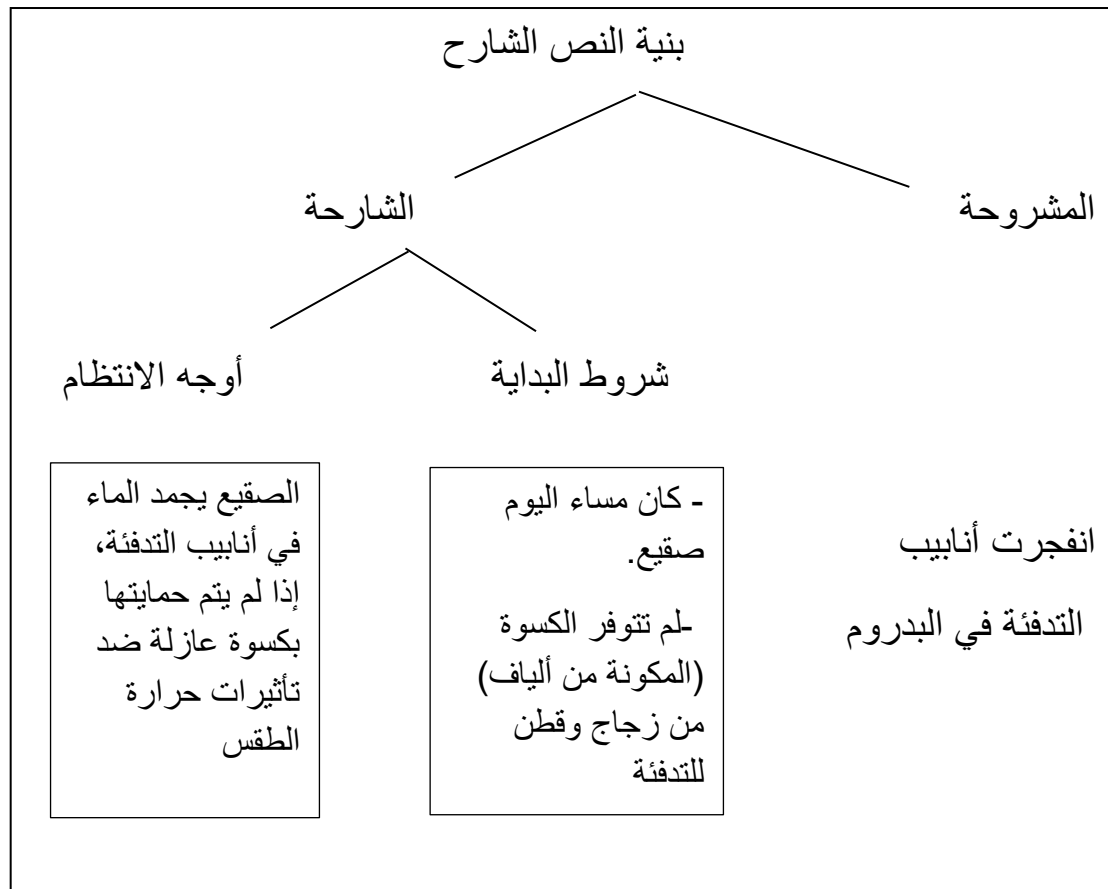 بنية النص الشارح
المشروحة
الشارحة
شروط البداية
أوجه الانتظام
انفجرت أنابيب
التدفئة في البدروم
- كان مساء اليوم
صقيع.
-لم تتوفر الكسوة
(المكونة من ألياف)
من زجاج وقطن
للتدفئة
الصقيع يجمد الماء
في أنابيب التدفئة،
إذا لم يتم حمايتها
بكسوة عازلة ضد
تأثيرات حرارة
الطقس